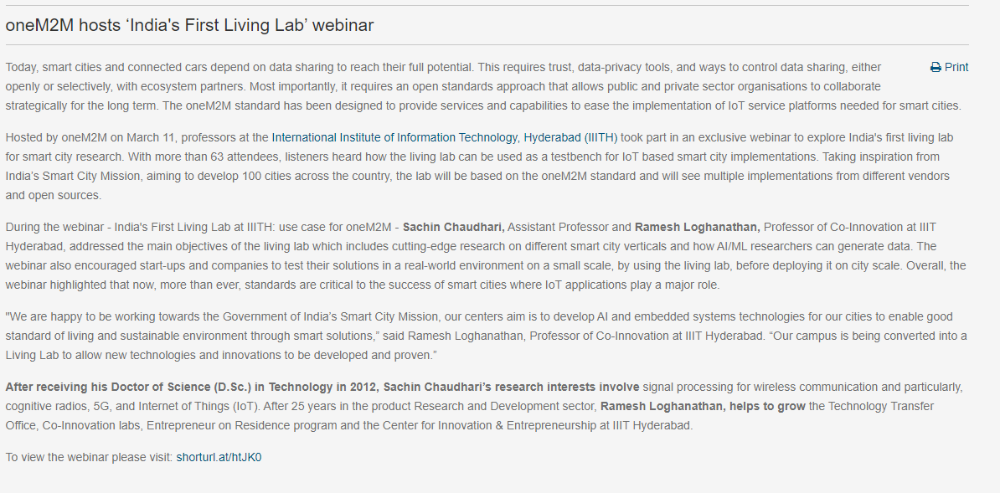 oneM2M hosts ‘India's First Living Lab’ webinar
Print
Today, smart cities and connected cars depend on data sharing to reach their full potential. This requires trust, data-privacy tools, and ways to control data sharing, either
openly or selectively, with ecosystem partners. Most importantly, it requires an open standards approach that allows public and private sector organisations to collaborate
strategically for the long term. The oneM2M standard has been designed to provide services and capabilities to ease the implementation of IoT service platforms needed for smart cities.
Hosted by oneM2M on March 11, professors at the International Institute of Information Technology, Hyderabad (IIITH) took part in an exclusive webinar to explore India's first living lab
for smart city research. With more than 63 attendees, listeners heard how the living lab can be used as a testbench for IoT based smart city implementations. Taking inspiration from
India’s Smart City Mission, aiming to develop 100 cities across the country, the lab will be based on the oneM2M standard and will see multiple implementations from different vendors
and open sources.
During the webinar - India's First Living Lab at IIITH: use case for oneM2M - Sachin Chaudhari, Assistant Professor and Ramesh Loghanathan, Professor of Co-Innovation at IIIT
Hyderabad, addressed the main objectives of the living lab which includes cutting-edge research on different smart city verticals and how AI/ML researchers can generate data. The
webinar also encouraged start-ups and companies to test their solutions in a real-world environment on a small scale, by using the living lab, before deploying it on city scale. Overall, the
webinar highlighted that now, more than ever, standards are critical to the success of smart cities where IoT applications play a major role.
"We are happy to be working towards the Government of India’s Smart City Mission, our centers aim is to develop AI and embedded systems technologies for our cities to enable good
standard of living and sustainable environment through smart solutions,” said Ramesh Loghanathan, Professor of Co-Innovation at IIIT Hyderabad. “Our campus is being converted into a
Living Lab to allow new technologies and innovations to be developed and proven.”
After receiving his Doctor of Science (D.Sc.) in Technology in 2012, Sachin Chaudhari’s research interests involve signal processing for wireless communication and particularly,
cognitive radios, 5G, and Internet of Things (IoT). After 25 years in the product Research and Development sector, Ramesh Loghanathan, helps to grow the Technology Transfer
Office, Co-Innovation labs, Entrepreneur on Residence program and the Center for Innovation & Entrepreneurship at IIIT Hyderabad.
To view the webinar please visit: shorturl.at/htJK0